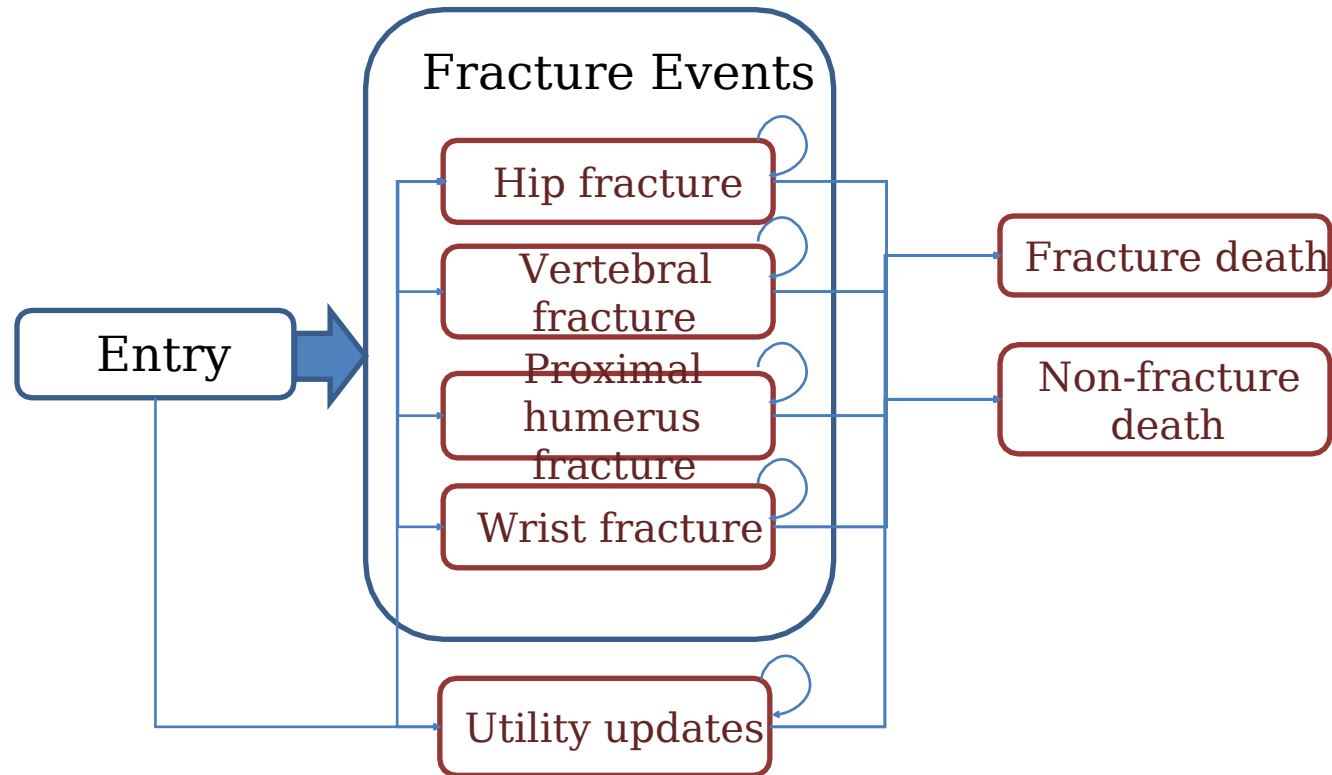 Fracture Events
Hip fracture
Vertebral
fracture
Proximal
humerus
fracture
Wrist fracture
Utility updates
Entry
Fracture death
Non-fracture
death